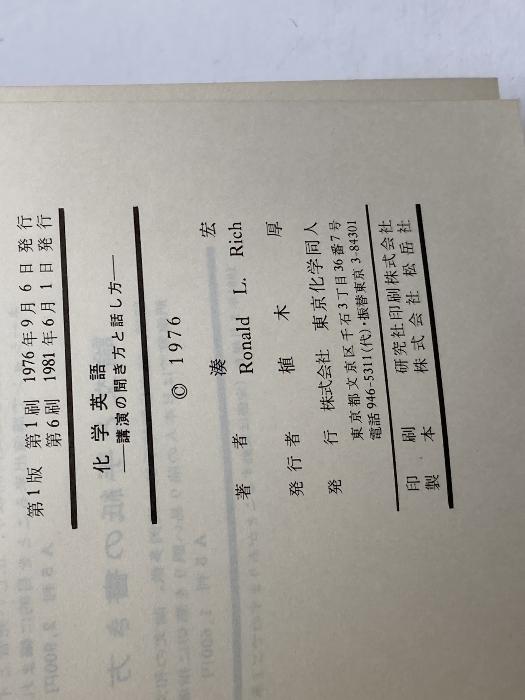 第1版 第1刷 1976年9月6日発行
第6刷 1981年6月1日発行
化学英語
——講演の聞き方と話し方——
© 1976
著者 湊宏
Ronald L. Rich
発行者 植木厚
発行 株式会社 東京化学同人
東京都文京区千石3丁目36番7号
電話 946-5311(代)・振替東京 3-84301
印刷 研究社印刷株式会社
製本 株式会社 松岳社